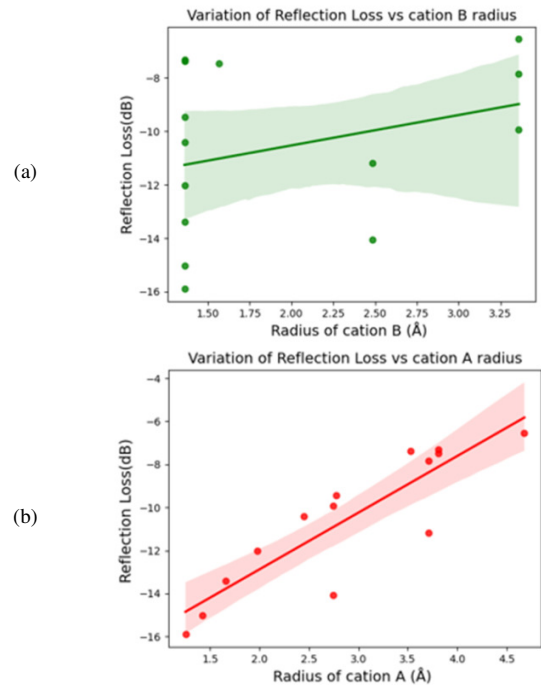 Variation of Reflection Loss vs cation B radius
(a)
Reflection Loss(dB)
−8
−10
−12
−14
−16
1.50 1.75 2.00 2.25 2.50 2.75 3.00 3.25
Radius of cation B (Å)
Variation of Reflection Loss vs cation A radius
(b)
Reflection Loss(dB)
−4
−6
−8
−10
−12
−14
−16
1.5 2.0 2.5 3.0 3.5 4.0 4.5
Radius of cation A (Å)